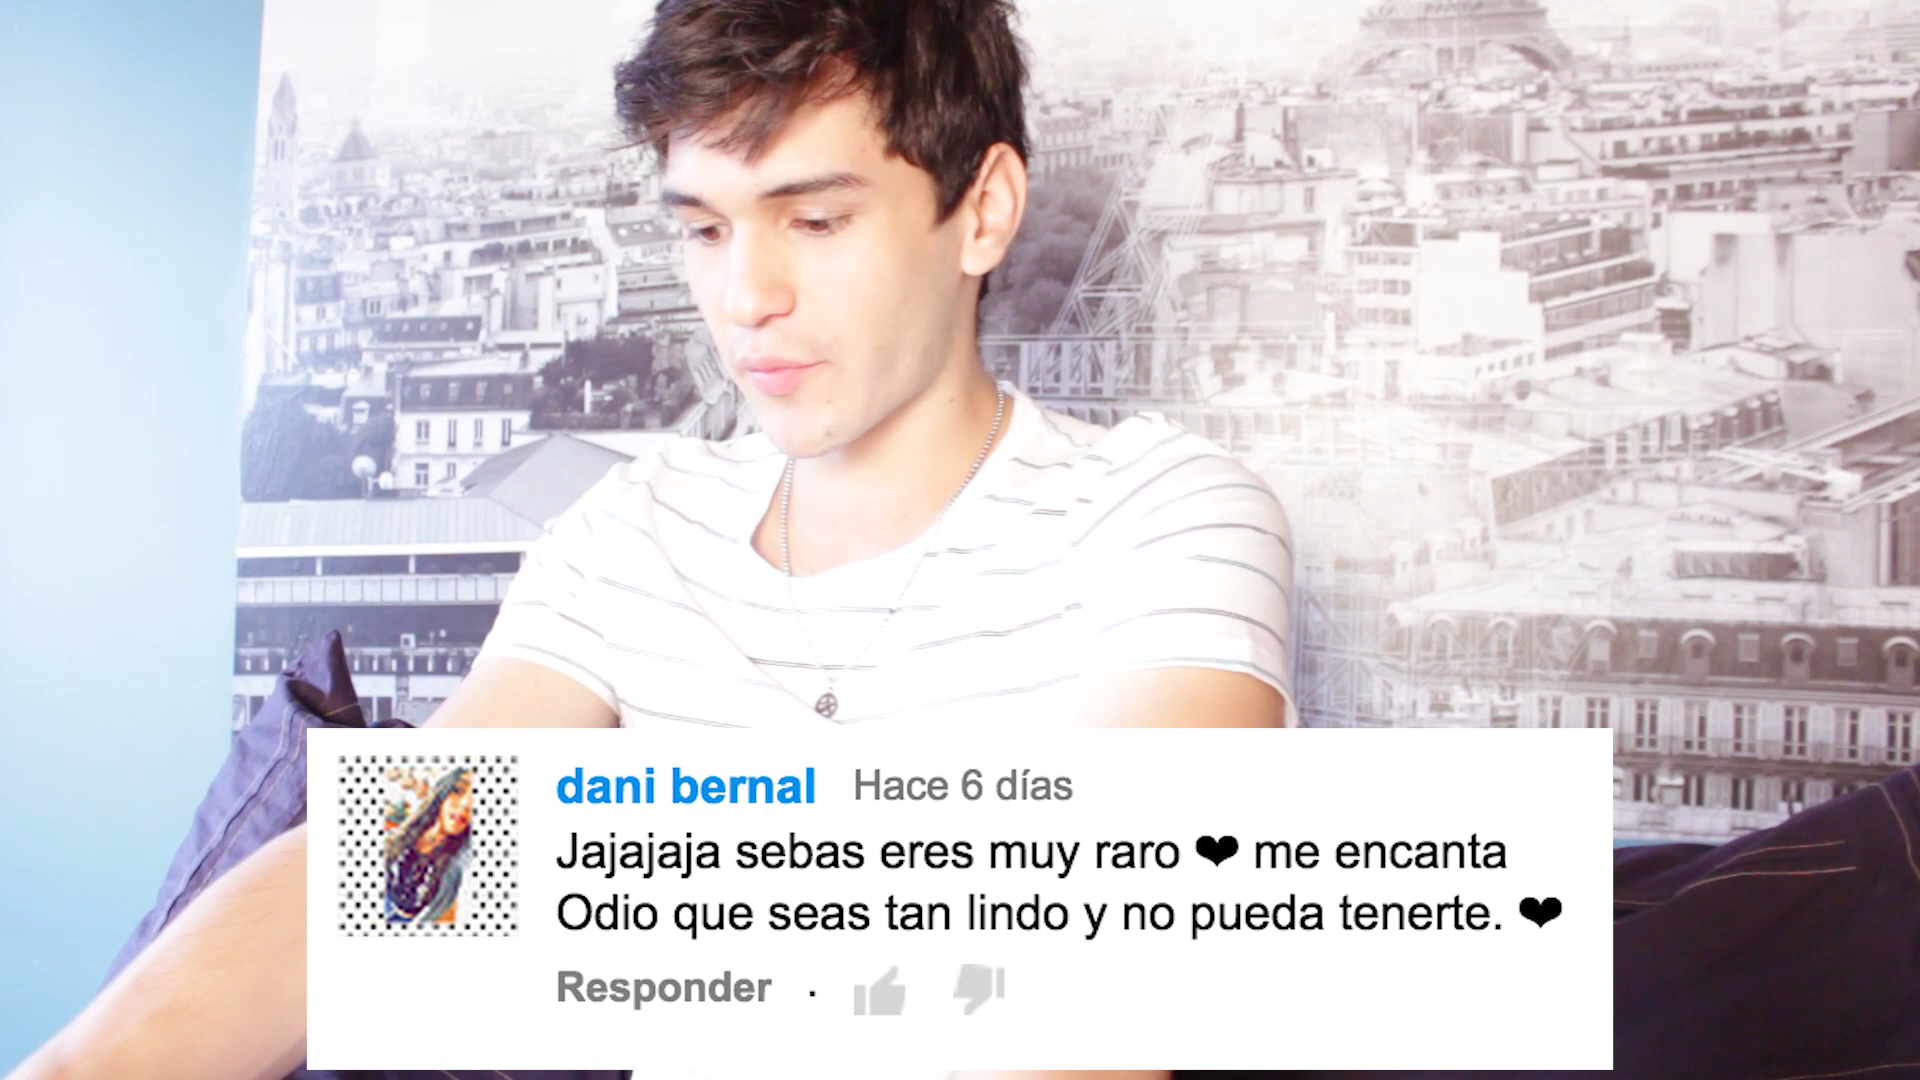 dani bernal Hace 6 días
Jajajaja sebas eres muy raro ❤ me encanta
Odio que seas tan lindo y no pueda tenerte. ❤
Responder .